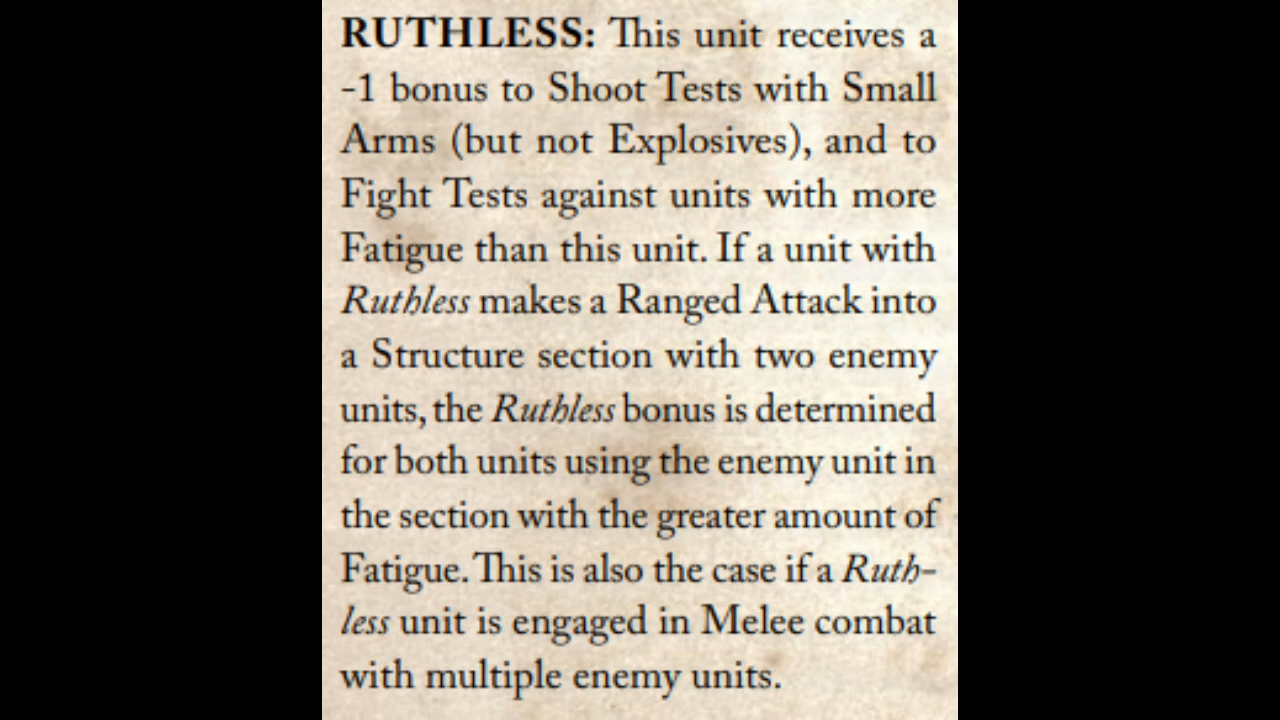 RUTHLESS: This unit receives a
-1 bonus to Shoot Tests with Small
Arms (but not Explosives), and to
Fight Tests against units with more
Fatigue than this unit. If a unit with
Ruthless makes a Ranged Attack into
a Structure section with two enemy
units, the Ruthless bonus is determined
for both units using the enemy unit in
the section with the greater amount of
Fatigue. This is also the case if a Ruth-
less unit is engaged in Melee combat
with multiple enemy units.